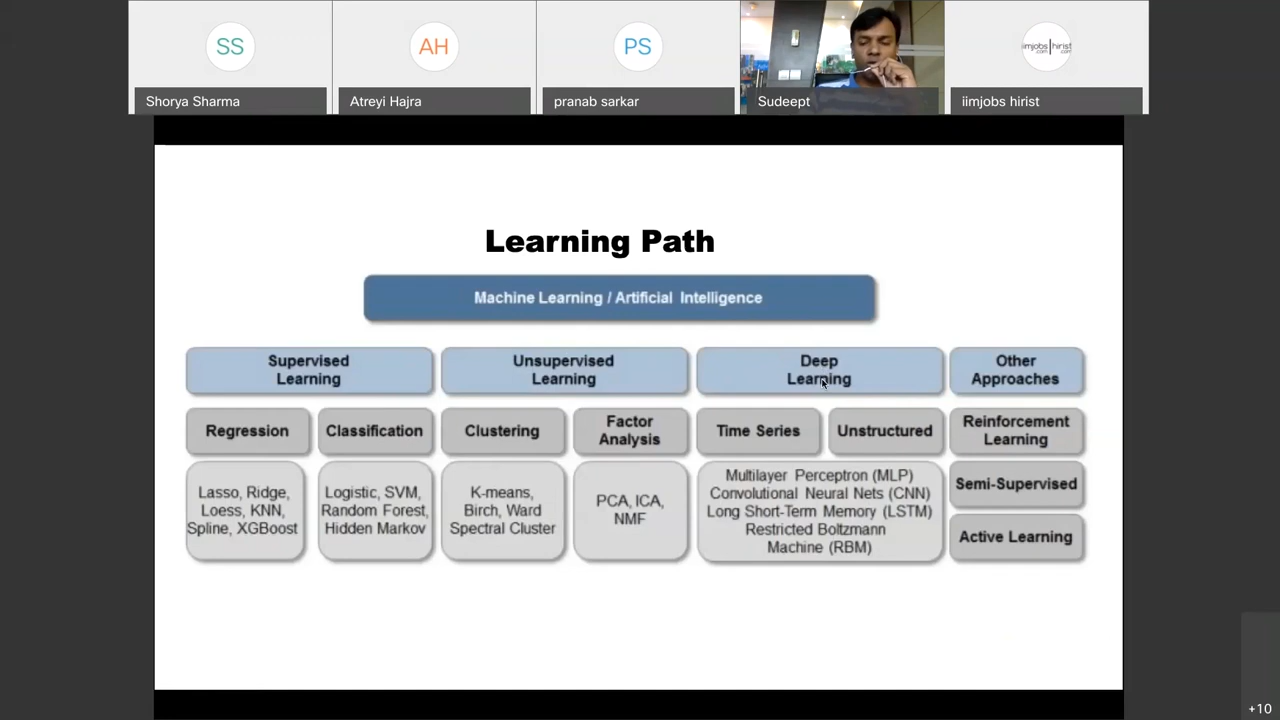 SS
AH
PS
iimjobs hirist
.com .com
Shorya Sharma
Atreyi Hajra
pranab sarkar
Sudeept
iimjobs hirist
Learning Path
Machine Learning / Artificial Intelligence
Supervised
Learning
Unsupervised
Learning
Deep
Learning
Other
Approaches
Regression
Classification
Clustering
Factor
Analysis
Time Series
Unstructured
Reinforcement
Learning
Lasso, Ridge,
Loess, KNN,
Spline, XGBoost
Logistic, SVM,
Random Forest,
Hidden Markov
K-means,
Birch, Ward
Spectral Cluster
PCA, ICA,
NMF
Multilayer Perceptron (MLP)
Convolutional Neural Nets (CNN)
Long Short-Term Memory (LSTM)
Restricted Boltzmann
Machine (RBM)
Semi-Supervised
Active Learning
+10